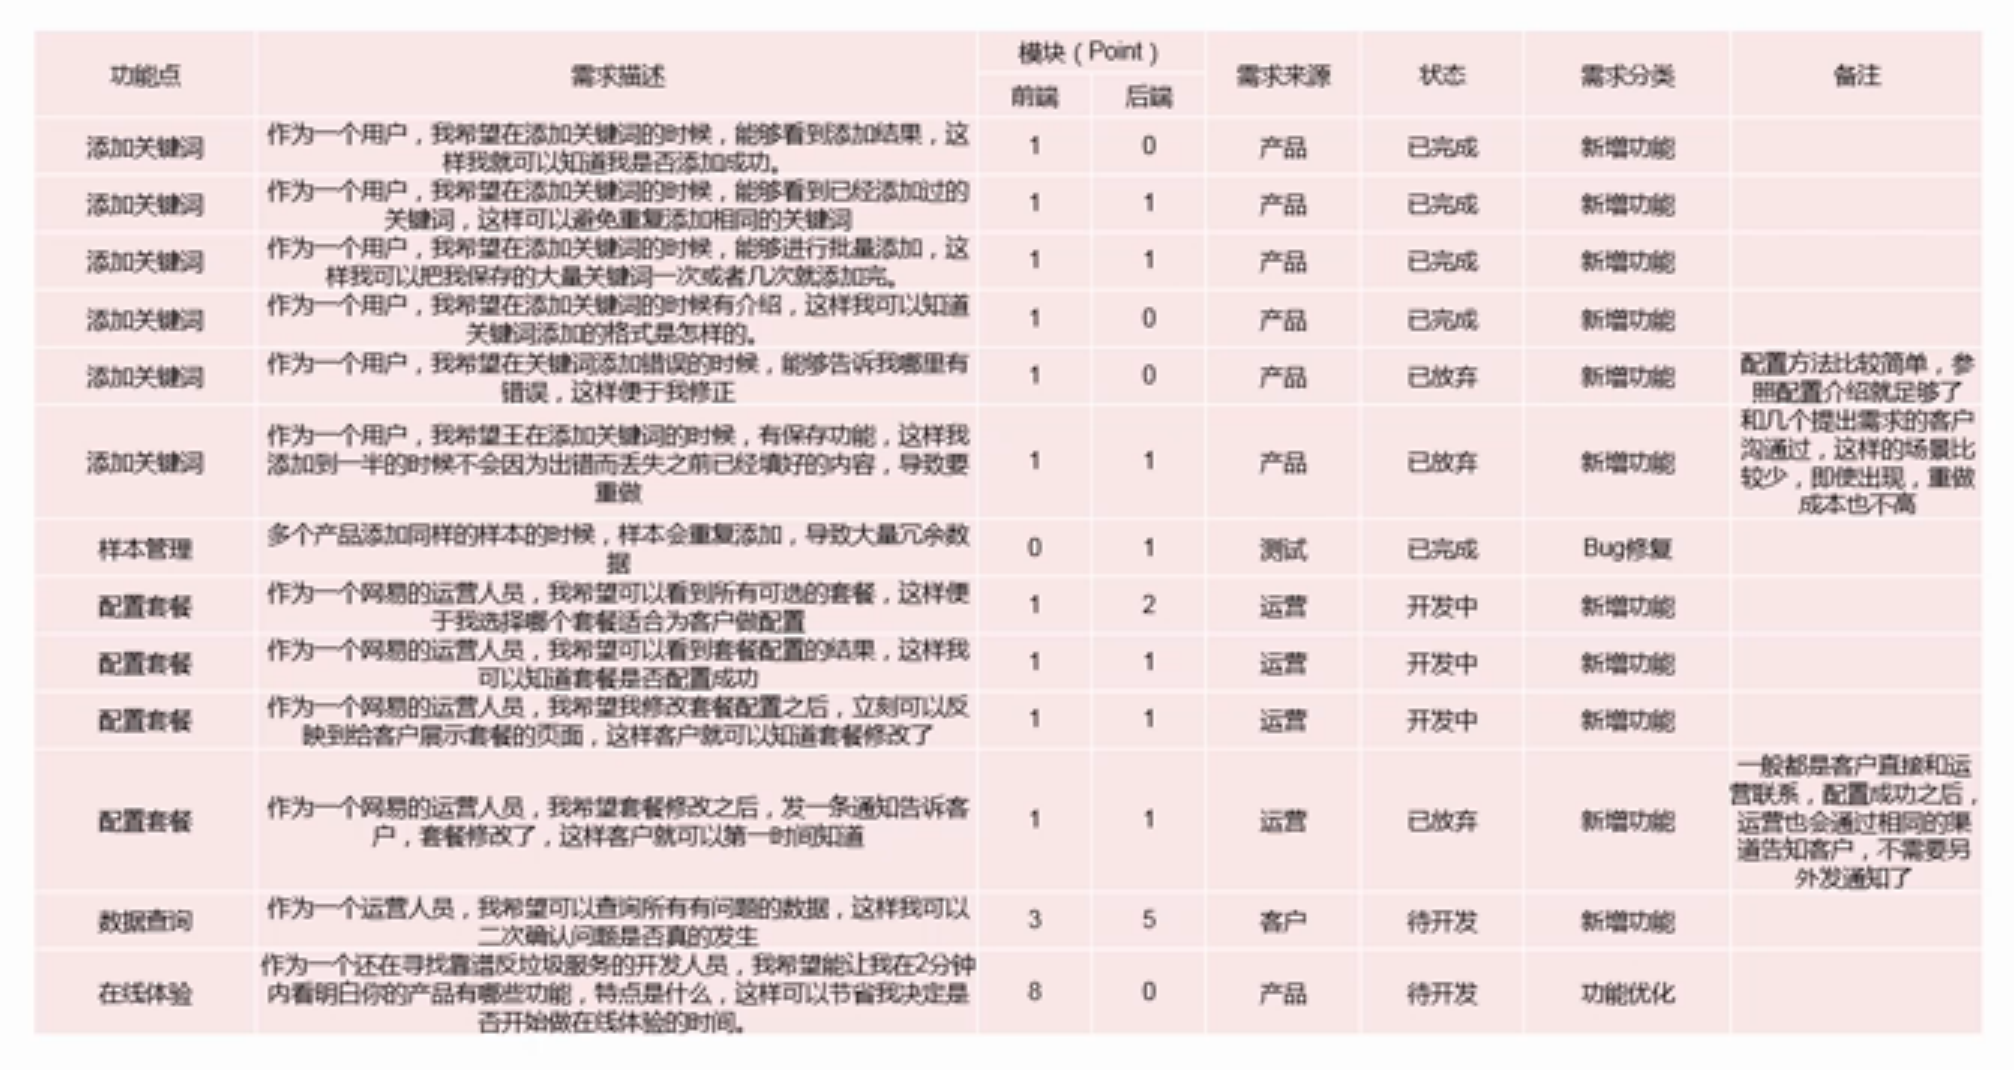 功能点 需求描述 模块（Point） 需求来源 状态 需求分类 备注
前端 后端
添加关键词 作为一个用户，我希望在添加关键词的时候，能够看到添加结果，这 1 0 产品 已完成 新增功能
样我就可以知道我是否添加成功。
添加关键词 作为一个用户，我希望在添加关键词的时候，能够看到已经添加过的 1 1 产品 已完成 新增功能
关键词，这样可以避免重复添加相同的关键词
添加关键词 作为一个用户，我希望在添加关键词的时候，能够进行批量添加，这 1 1 产品 已完成 新增功能
样我可以把我保存的大量关键词一次或者几次就添加完。
添加关键词 作为一个用户，我希望在添加关键词的时候有介绍，这样我可以知道 1 0 产品 已完成 新增功能
关键词添加的格式是怎样的。
添加关键词 作为一个用户，我希望在关键词添加错误的时候，能够告诉我哪里有 1 0 产品 已放弃 新增功能 配置方法比较简单，参
错误，这样便于我修正 照配置介绍就足够了
添加关键词 作为一个用户，我希望王在添加关键词的时候，有保存功能，这样我 1 1 产品 已放弃 新增功能 和几个提出需求的客户
添加到一半的时候不会因为出错而丢失之前已经填好的内容，导致要 沟通过，这样的场景比
重做 较少，即使出现，重做
成本也不高
样本管理 多个产品添加同样的样本的时候，样本会重复添加，导致大量冗余数 0 1 测试 已完成 Bug修复
据
配置套餐 作为一个网易的运营人员，我希望可以看到所有可选的套餐，这样便 1 2 运营 开发中 新增功能
于我选择哪个套餐适合为客户做配置
配置套餐 作为一个网易的运营人员，我希望可以看到套餐配置的结果，这样我 1 1 运营 开发中 新增功能
可以知道套餐是否配置成功
配置套餐 作为一个网易的运营人员，我希望我修改套餐配置之后，立刻可以反 1 1 运营 开发中 新增功能
映到给客户展示套餐的页面，这样客户就可以知道套餐修改了
配置套餐 作为一个网易的运营人员，我希望套餐修改之后，发一条通知告诉客 1 1 运营 已放弃 新增功能 一般都是客户直接和运
户，套餐修改了，这样客户就可以第一时间知道 营联系，配置成功之后，
运营也会通过相同的渠
道告知客户，不需要另
外发通知了
数据查询 作为一个运营人员，我希望可以查询所有有问题的数据，这样我可以 3 5 客户 待开发 新增功能
二次确认问题是否真的发生
在线体验 作为一个还在寻找靠谱反垃圾服务的开发人员，我希望能让我在2分钟 8 0 产品 待开发 功能优化
内看明白你的产品有哪些功能，特点是什么，这样可以节省我决定是
否开始做在线体验的时间。